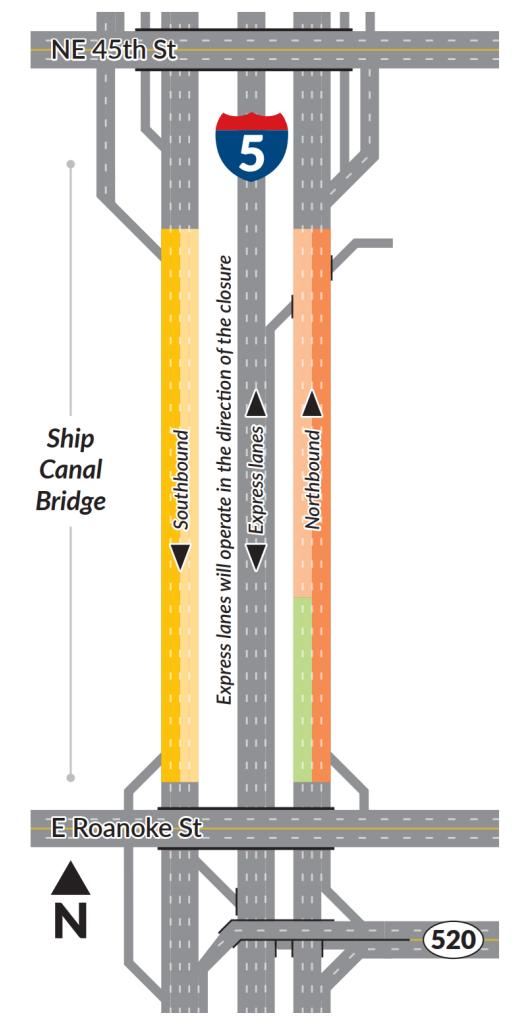 NE 45th St
5
Ship
Canal
Bridge
Southbound
Express lanes will operate in the direction of the closure
Express lanes
Northbound
E Roanoke St
N
520